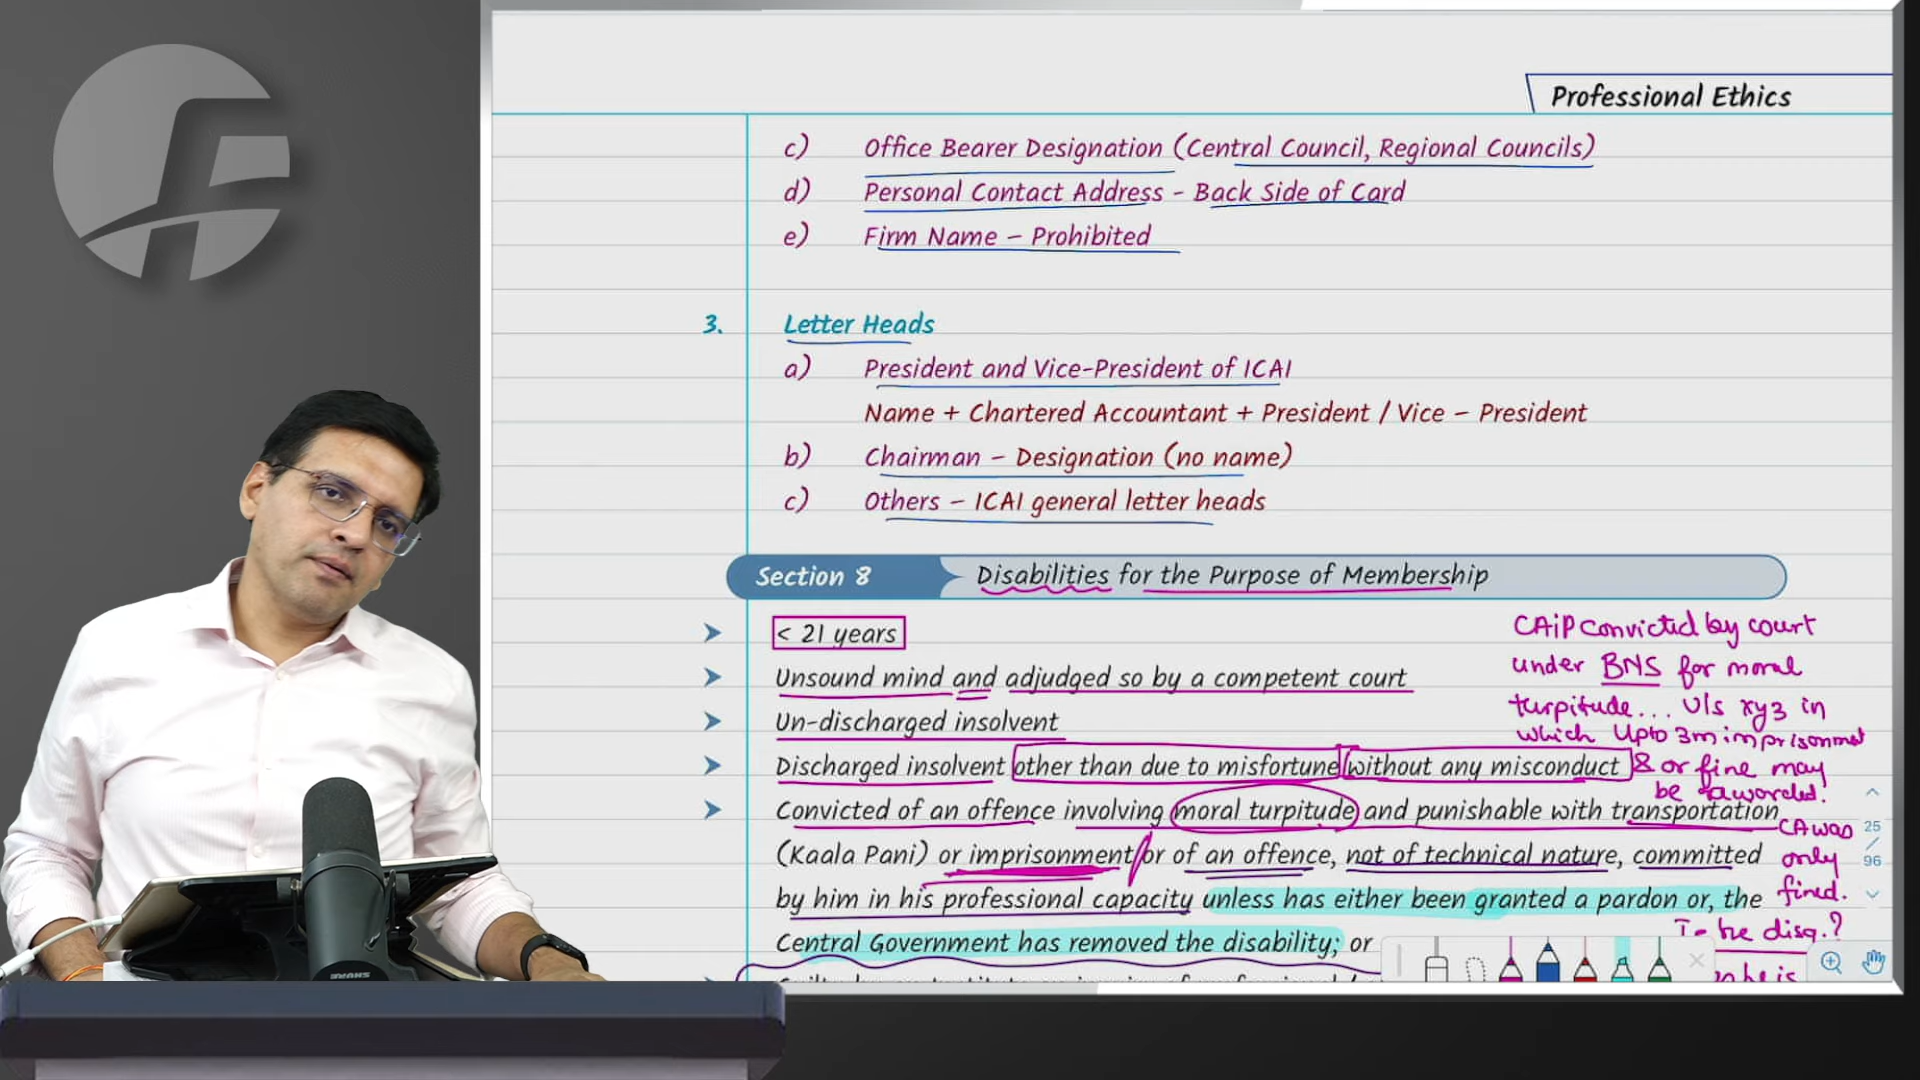 Professional Ethics
c) Office Bearer Designation (Central Council, Regional Councils)
d) Personal Contact Address - Back Side of Card
e) Firm Name – Prohibited
3. Letter Heads
a) President and Vice-President of ICAI
Name + Chartered Accountant + President / Vice – President
b) Chairman – Designation (no name)
c) Others – ICAI general letter heads
Section 8 Disabilities for the Purpose of Membership
< 21 years
Unsound mind and adjudged so by a competent court
Un-discharged insolvent
Discharged insolvent other than due to misfortune without any misconduct
Convicted of an offence involving moral turpitude and punishable with transportation
(Kaala Pani) or imprisonment or of an offence, not of technical nature, committed
by him in his professional capacity unless has either been granted a pardon or, the
Central Government has removed the disability; or
CAiP convicted by court
under BNS for moral
turpitude... U/s xyz in
which Upto 3m imprisonment
& or fine may
be awarded.
CA was
only
fined.
To be disq.?
25
/
96